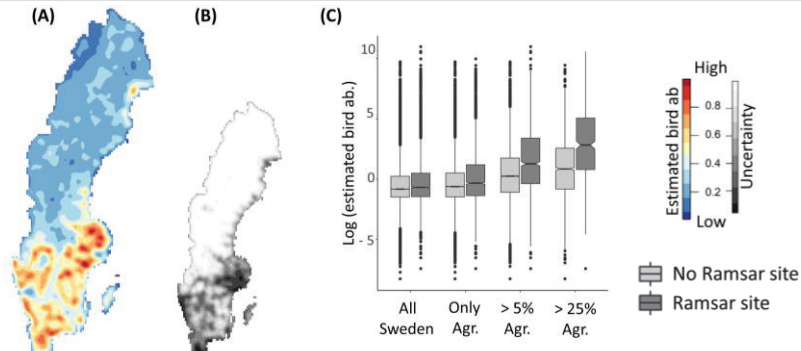 (A)
(B)
(C)
10
5
0
- 5
Log (estimated bird ab.)
All
Sweden
Only
Agr.
> 5%
Agr.
> 25%
Agr.
High
Estimated bird ab
0.8
0.6
0.4
0.2
Low
Uncertainty
No Ramsar site
Ramsar site